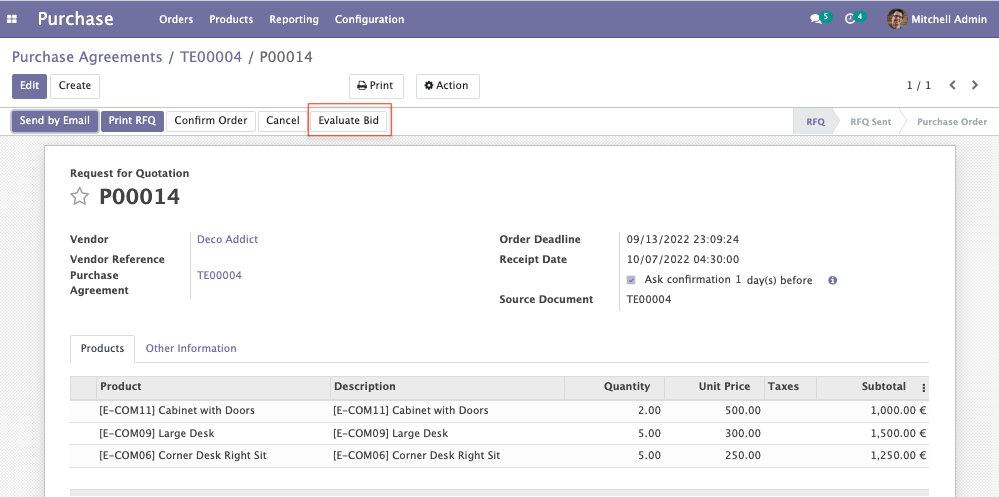 Purchase Orders Products Reporting Configuration 5 4 Mitchell Admin
Purchase Agreements / TE00004 / P00014
Edit Create Print Action 1 / 1
Send by Email Print RFQ Confirm Order Cancel Evaluate Bid RFQ RFQ Sent Purchase Order
Request for Quotation
P00014
Vendor Deco Addict Order Deadline 09/13/2022 23:09:24
Vendor Reference Receipt Date 10/07/2022 04:30:00
Purchase Agreement TE00004 Ask confirmation 1 day(s) before
Source Document TE00004
Products Other Information
Product Description Quantity Unit Price Taxes Subtotal
[E-COM11] Cabinet with Doors [E-COM11] Cabinet with Doors 2.00 500.00 1,000.00 €
[E-COM09] Large Desk [E-COM09] Large Desk 5.00 300.00 1,500.00 €
[E-COM06] Corner Desk Right Sit [E-COM06] Corner Desk Right Sit 5.00 250.00 1,250.00 €